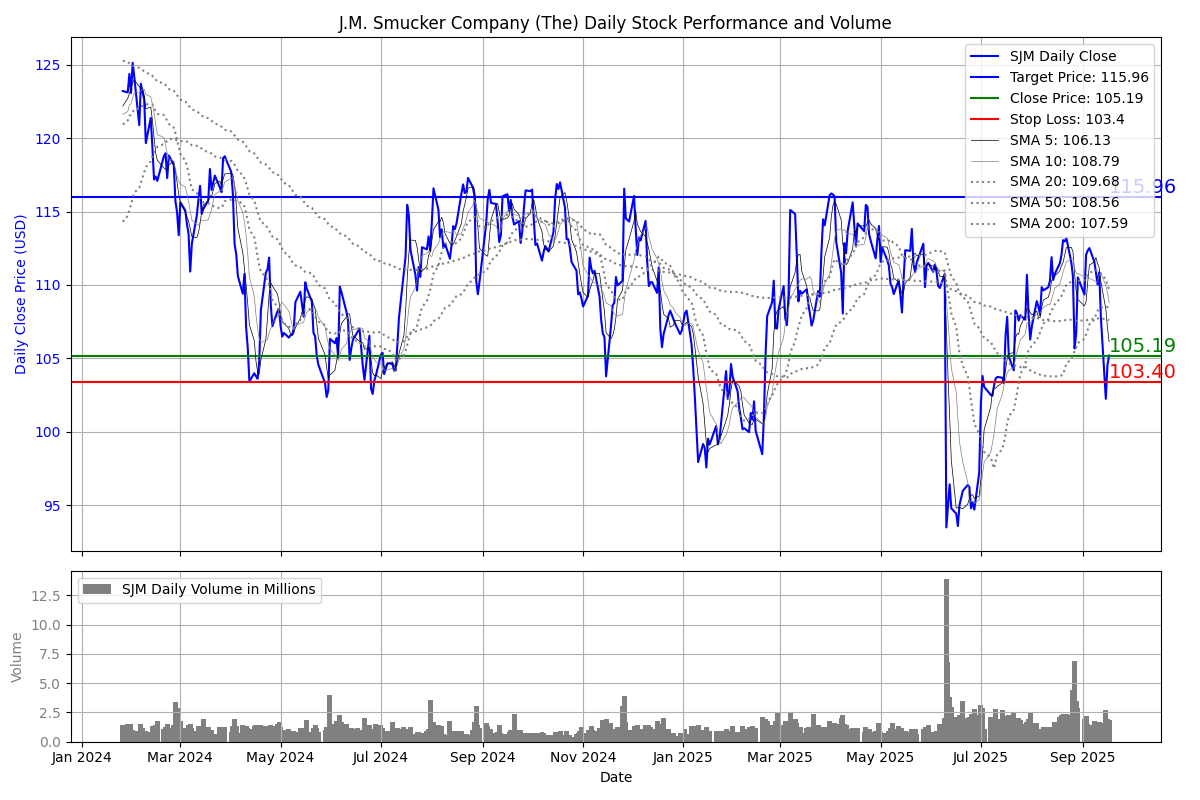 J.M. Smucker Company (The) Daily Stock Performance and Volume
SJM Daily Close
Target Price: 115.96
Close Price: 105.19
Stop Loss: 103.4
SMA 5: 106.13
SMA 10: 108.79
SMA 20: 109.68
SMA 50: 108.56
SMA 200: 107.59
115.96
105.19
103.40
Daily Close Price (USD)
125
120
115
110
105
100
95
SJM Daily Volume in Millions
Volume
12.5
10.0
7.5
5.0
2.5
0.0
Jan 2024 Mar 2024 May 2024 Jul 2024 Sep 2024 Nov 2024 Jan 2025 Mar 2025 May 2025 Jul 2025 Sep 2025
Date